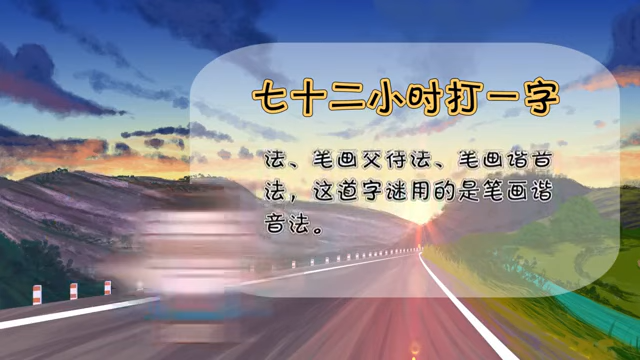 七十二小时打一字
法、笔画交待法、笔画谐音
法，这道字谜用的是笔画谐
音法。